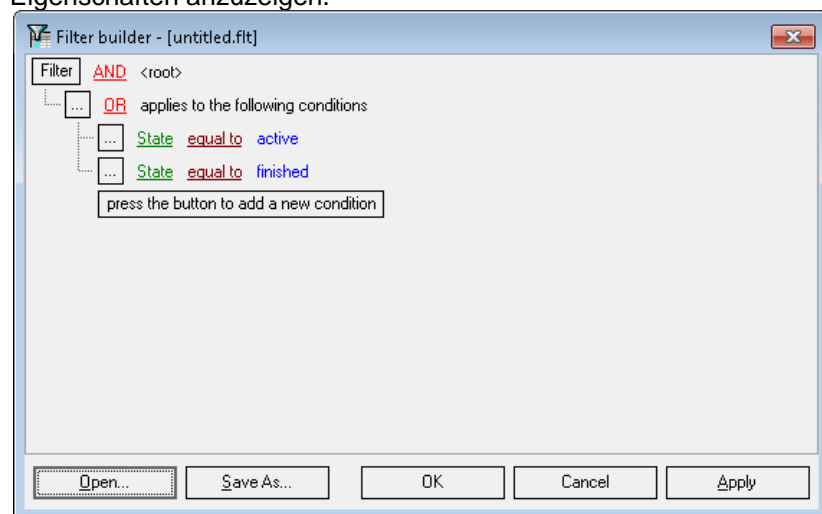 Eigenschaften anzuzeigen.
Filter builder - [untitled.flt]
Filter AND <root>
... OR applies to the following conditions
... State equal to active
... State equal to finished
press the button to add a new condition
Open... Save As... OK Cancel Apply